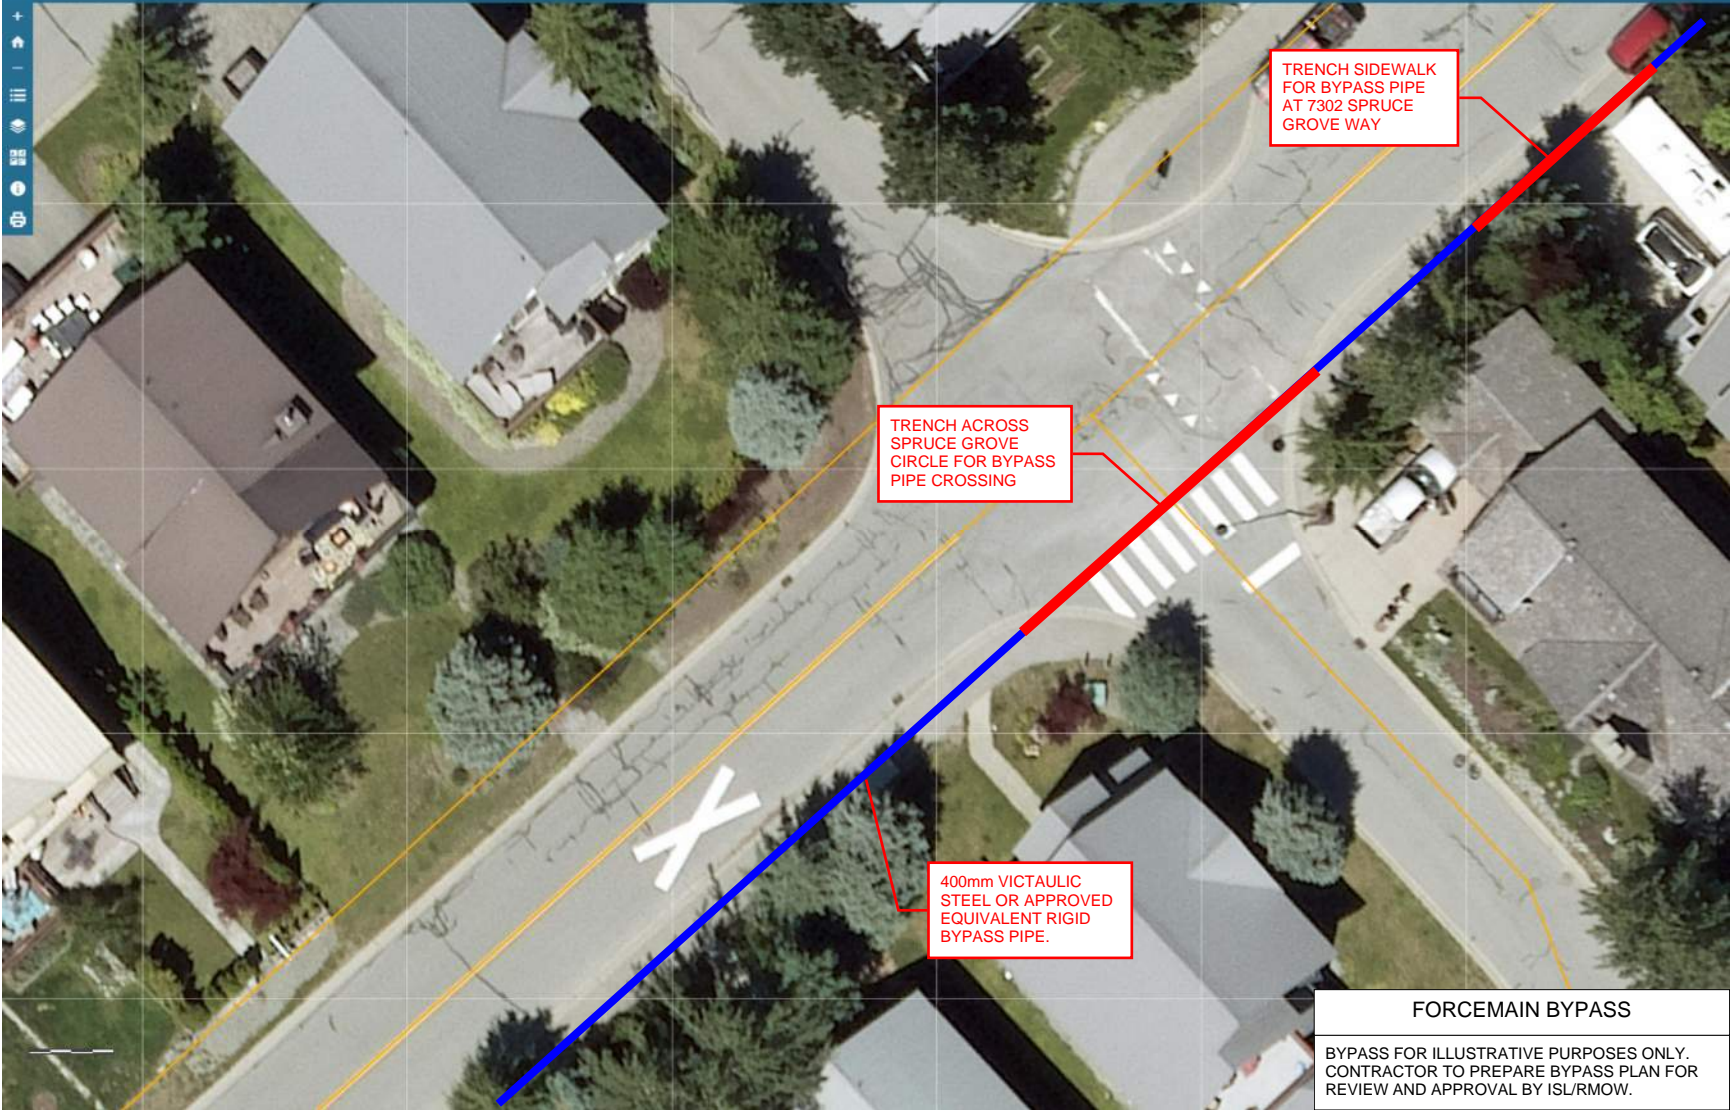 TRENCH SIDEWALK
FOR BYPASS PIPE
AT 7302 SPRUCE
GROVE WAY
TRENCH ACROSS
SPRUCE GROVE
CIRCLE FOR BYPASS
PIPE CROSSING
400mm VICTAULIC
STEEL OR APPROVED
EQUIVALENT RIGID
BYPASS PIPE.
FORCEMAIN BYPASS
BYPASS FOR ILLUSTRATIVE PURPOSES ONLY.
CONTRACTOR TO PREPARE BYPASS PLAN FOR
REVIEW AND APPROVAL BY ISL/RMOW.